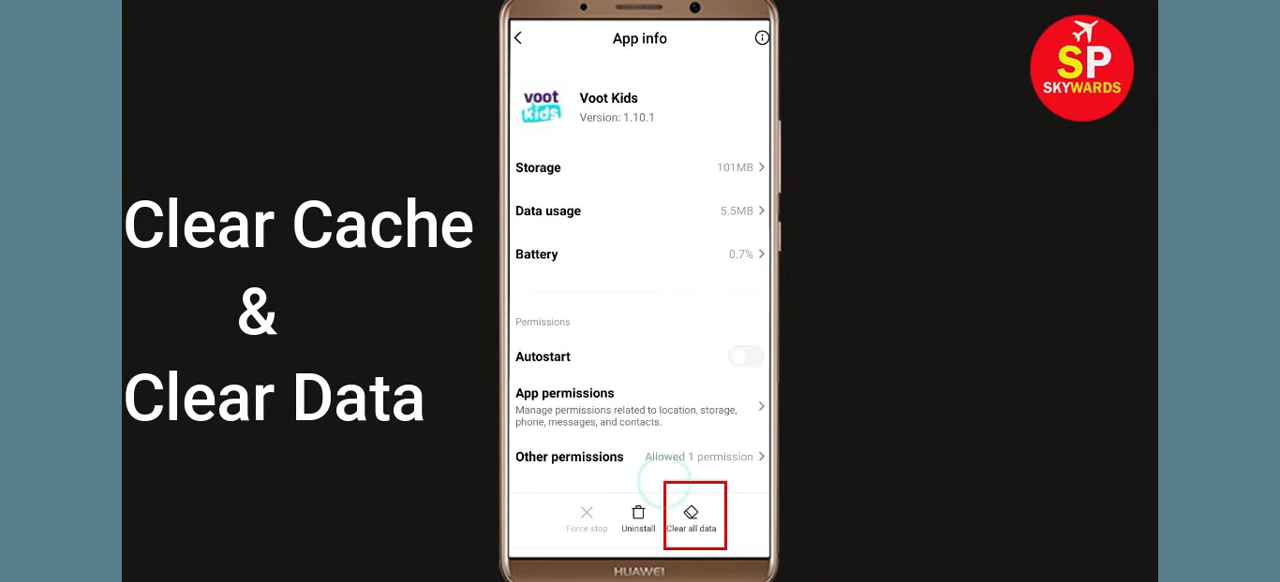 Clear Cache
&
Clear Data
App info
voot
kids
Voot Kids
Version: 1.10.1
Storage 101MB
Data usage 5.5MB
Battery 0.7%
Permissions
Autostart
App permissions
Manage permissions related to location, storage,
phone, messages, and contacts.
Other permissions Allowed 1 permission
Force stop Uninstall Clear all data
HUAWEI
SP
SKYWARDS